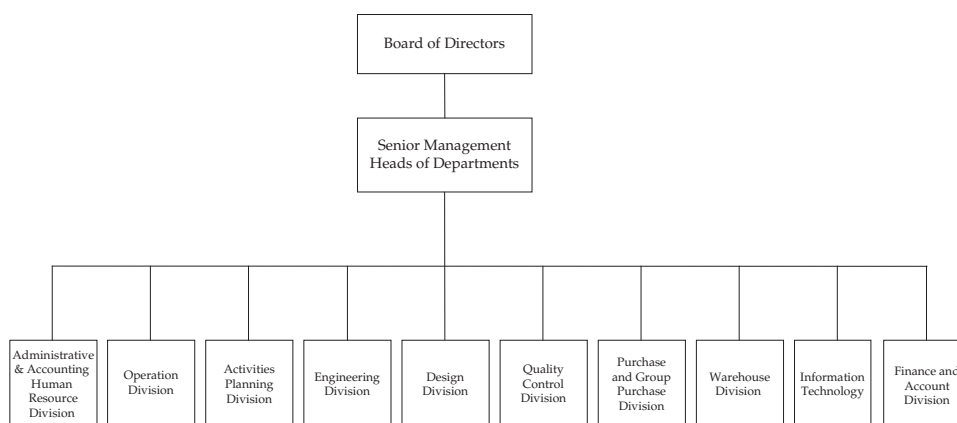 Board of Directors
Senior Management
Heads of Departments
Administrative
& Accounting
Human
Resource
Division
Operation
Division
Activities
Planning
Division
Engineering
Division
Design
Division
Quality
Control
Division
Purchase
and Group
Purchase
Division
Warehouse
Division
Information
Technology
Finance and
Account
Division